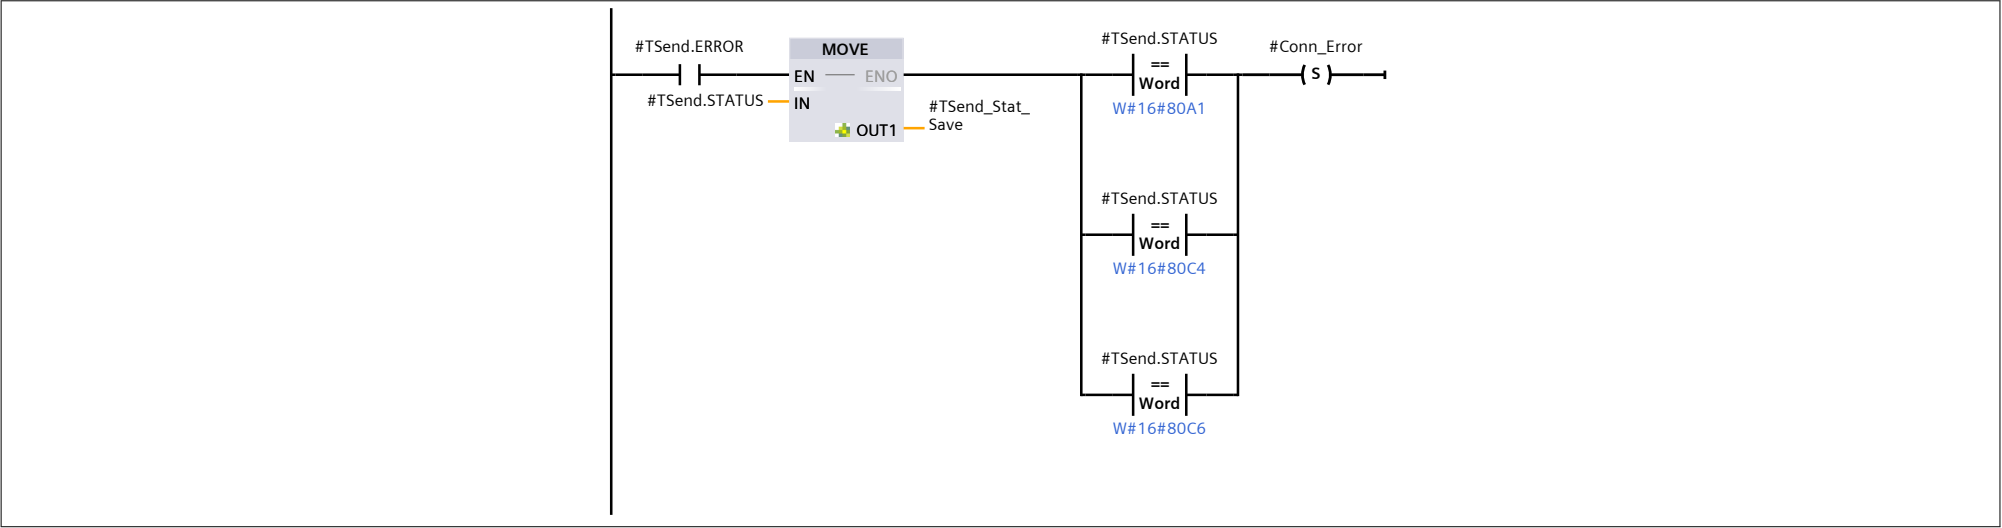 #TSend.ERROR
MOVE
EN
ENO
#TSend.STATUS
IN
OUT1
#TSend_Stat_
Save
#TSend.STATUS
==
Word
W#16#80A1
#Conn_Error
S
#TSend.STATUS
==
Word
W#16#80C4
#TSend.STATUS
==
Word
W#16#80C6